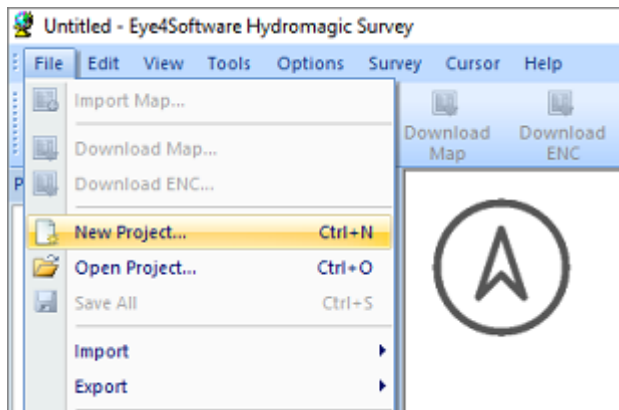 Untitled - Eye4Software Hydromagic Survey
File Edit View Tools Options Survey Cursor Help
Import Map...
Download Map...
Download ENC...
New Project... Ctrl+N
Open Project... Ctrl+O
Save All Ctrl+S
Import
Export
Download Map
Download ENC
P